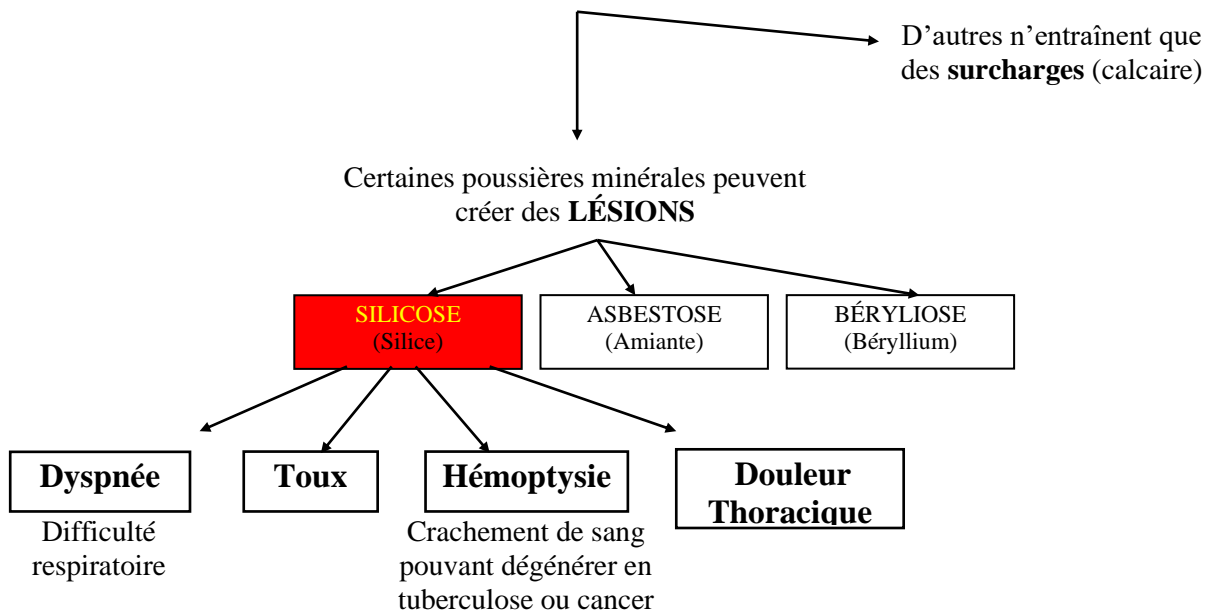 D’autres n’entraînent que
des surcharges (calcaire)
Certaines poussières minérales peuvent
créer des LÉSIONS
SILICOSE
(Silice)
ASBESTOSE
(Amiante)
BÉRYLIOSE
(Béryllium)
Dyspnée
Difficulté
respiratoire
Toux
Hémoptysie
Crachement de sang
pouvant dégénérer en
tuberculose ou cancer
Douleur
Thoracique